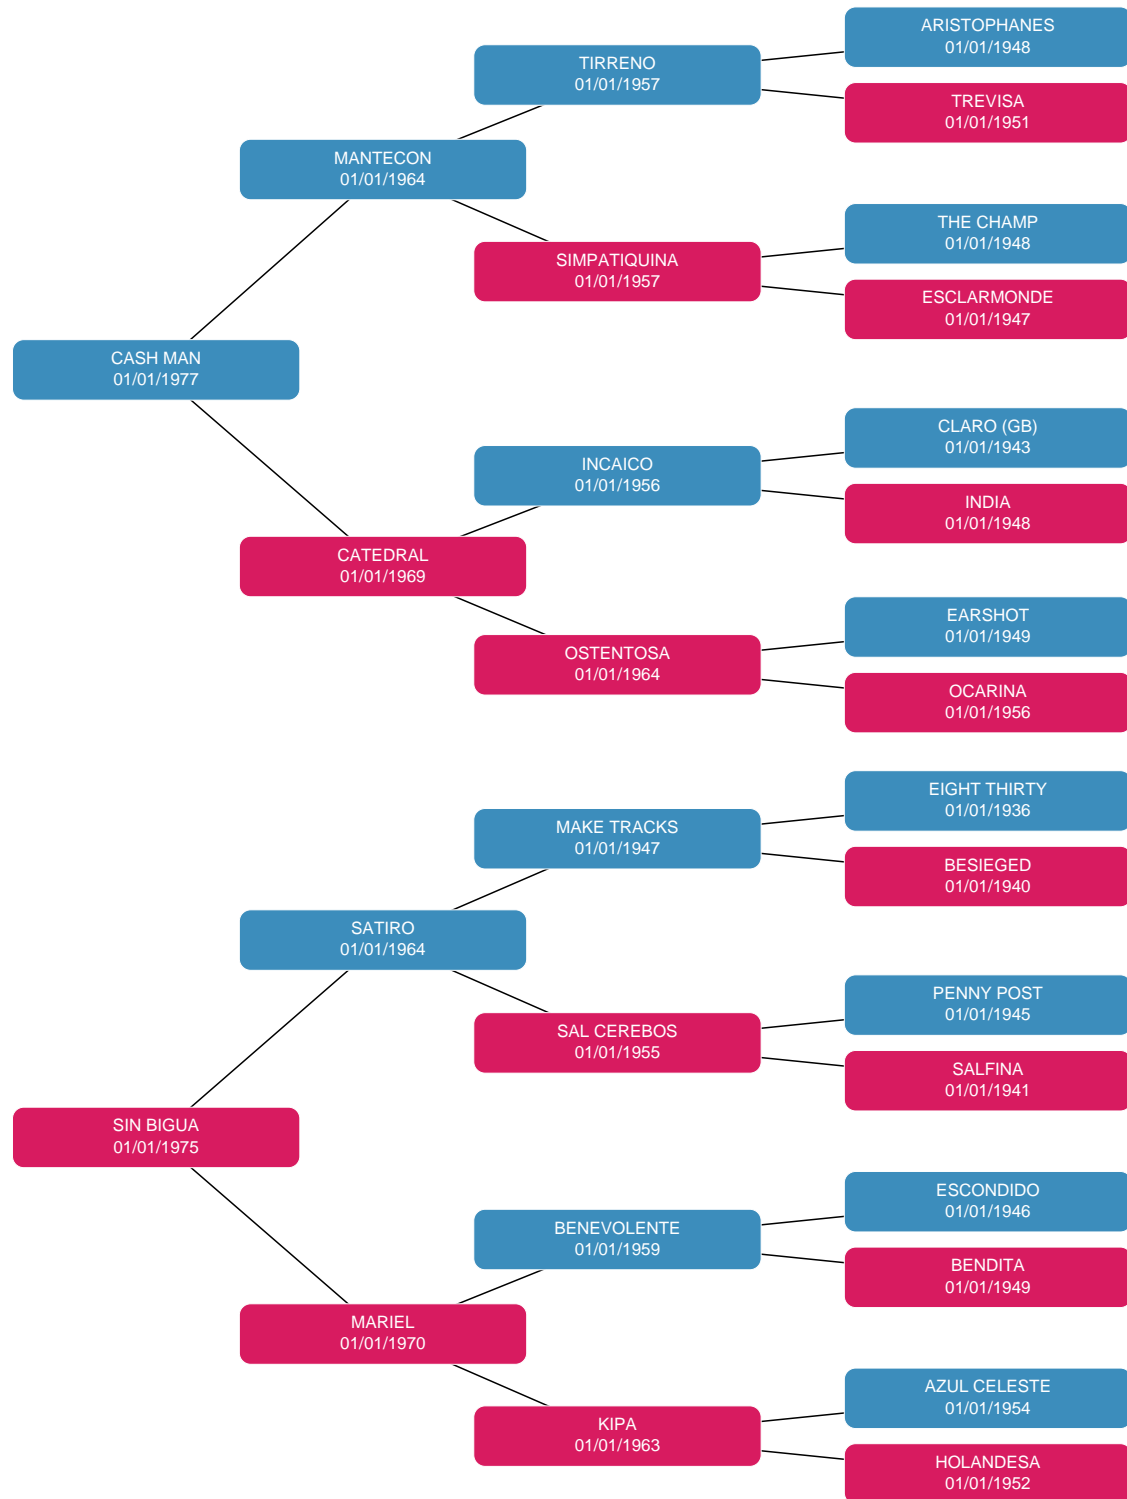 ARISTOPHANES
01/01/1948
TIRRENO
01/01/1957
TREVISA
01/01/1951
MANTECON
01/01/1964
THE CHAMP
01/01/1948
SIMPATIQUINA
01/01/1957
ESCLARMONDE
01/01/1947
CASH MAN
01/01/1977
CLARO (GB)
01/01/1943
INCAICO
01/01/1956
INDIA
01/01/1948
CATEDRAL
01/01/1969
EARSHOT
01/01/1949
OSTENTOSA
01/01/1964
OCARINA
01/01/1956
EIGHT THIRTY
01/01/1936
MAKE TRACKS
01/01/1947
BESIEGED
01/01/1940
SATIRO
01/01/1964
PENNY POST
01/01/1945
SAL CEREBOS
01/01/1955
SALFINA
01/01/1941
SIN BIGUA
01/01/1975
ESCONDIDO
01/01/1946
BENEVOLENTE
01/01/1959
BENDITA
01/01/1949
MARIEL
01/01/1970
AZUL CELESTE
01/01/1954
KIPA
01/01/1963
HOLANDESA
01/01/1952